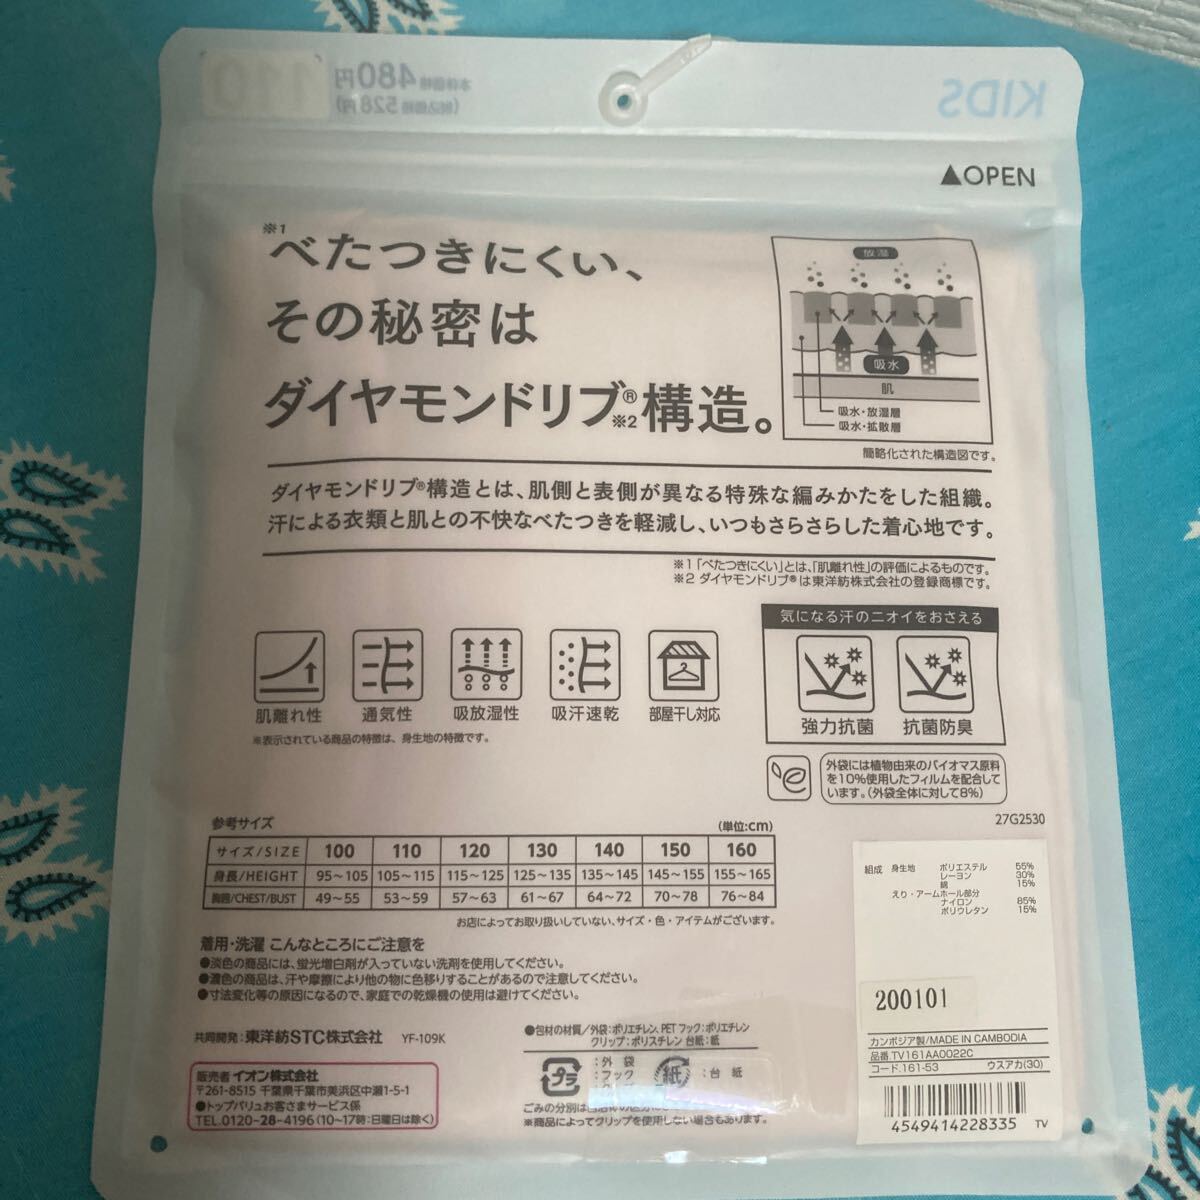 KIDS
本体価格480円
(税込価格528円)
110
▲OPEN
※1
べたつきにくい、
その秘密は
ダイヤモンドリブ®※2構造。
放湿
吸水
肌
吸水・放湿層
吸水・拡散層
簡略化された構造図です。
ダイヤモンドリブ®構造とは、肌側と表側が異なる特殊な編みかたをした組織。
汗による衣類と肌との不快なべたつきを軽減し、いつもさらさらした着心地です。
※1「べたつきにくい」とは、「肌離れ性」の評価によるものです。
※2 ダイヤモンドリブ®は東洋紡株式会社の登録商標です。
肌離れ性 通気性 吸放湿性 吸汗速乾 部屋干し対応
※表示されている商品の特徴は、身生地の特徴です。
気になる汗のニオイをおさえる
強力抗菌 抗菌防臭
外袋には植物由来のバイオマス原料
を10%使用したフィルムを配合して
います。(外袋全体に対して8%)
27G2530
参考サイズ (単位:cm)
サイズ/SIZE 100 110 120 130 140 150 160
身長/HEIGHT 95~105 105~115 115~125 125~135 135~145 145~155 155~165
胸囲/CHEST/BUST 49~55 53~59 57~63 61~67 64~72 70~78 76~84
お店によってお取り扱いしていない、サイズ・色・アイテムがございます。
着用・洗濯 こんなところにご注意を
●淡色の商品には、蛍光増白剤が入っていない洗剤を使用してください。
●濃色の商品は、汗や摩擦により他の物に色移りすることがあるので注意してください。
●寸法変化等の原因になるので、家庭での乾燥機の使用は避けてください。
共同開発:東洋紡STC株式会社 YF-109K
販売者 イオン株式会社
〒261-8515 千葉県千葉市美浜区中瀬1-5-1
●トップバリュお客さまサービス係
TEL.0120-28-4196(10~17時:日曜日は除く)
●包材の材質/外袋:ポリエチレン、PET フック:ポリエチレン
クリップ:ポリスチレン 台紙:紙
プラ
:外袋
:フック
紙
:台紙
ごみの分別は
※商品によってクリップを使用しない場合もあります。
組成 身生地 ポリエステル 55%
レーヨン 30%
綿 15%
えり・アームホール部分
ナイロン 85%
ポリウレタン 15%
200101
カンボジア製/MADE IN CAMBODIA
品番.TV161AA0022C
コード.161-53 ウスアカ(30)
4549414228335 TV